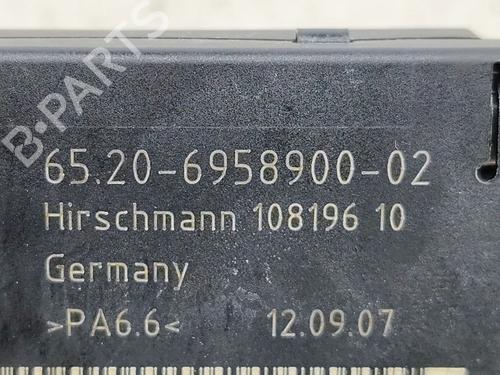 B-PARTS
65.20-6958900-02
Hirschmann 108196 10
Germany
>PA6.6< 12.09.07